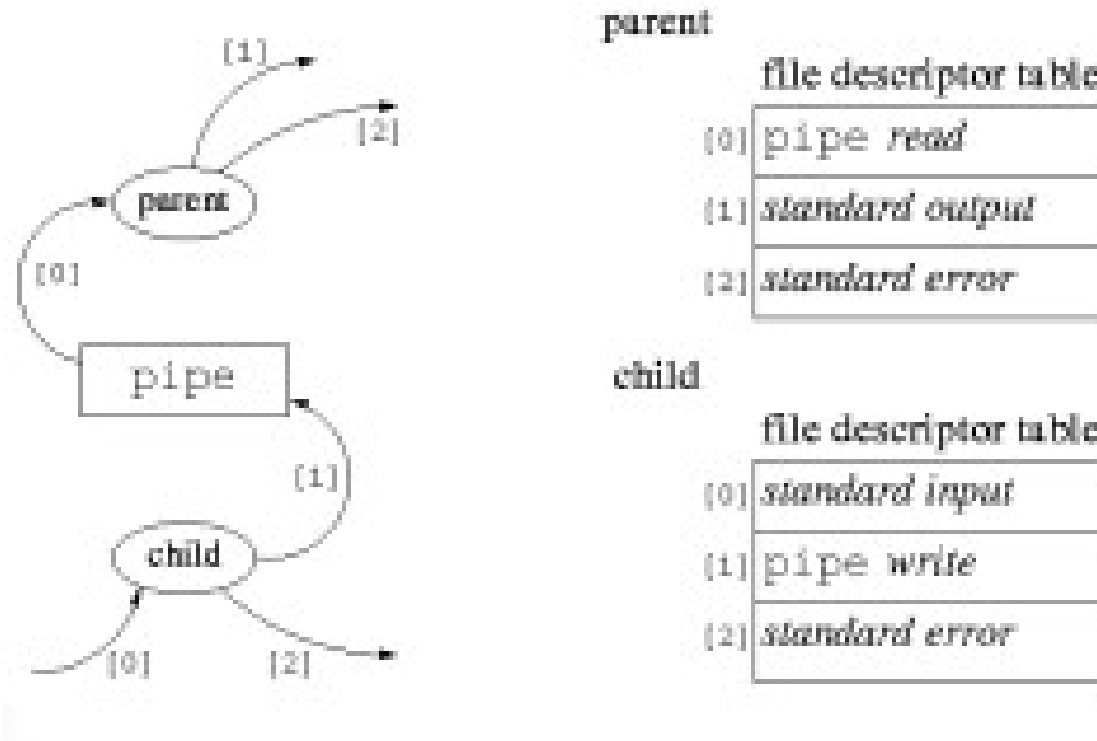 [1]
[2]
parent
[0]
pipe
[1]
child
[0]
[2]
parent
file descriptor table
[0] pipe read
[1] standard output
[2] standard error
child
file descriptor table
[0] standard input
[1] pipe write
[2] standard error